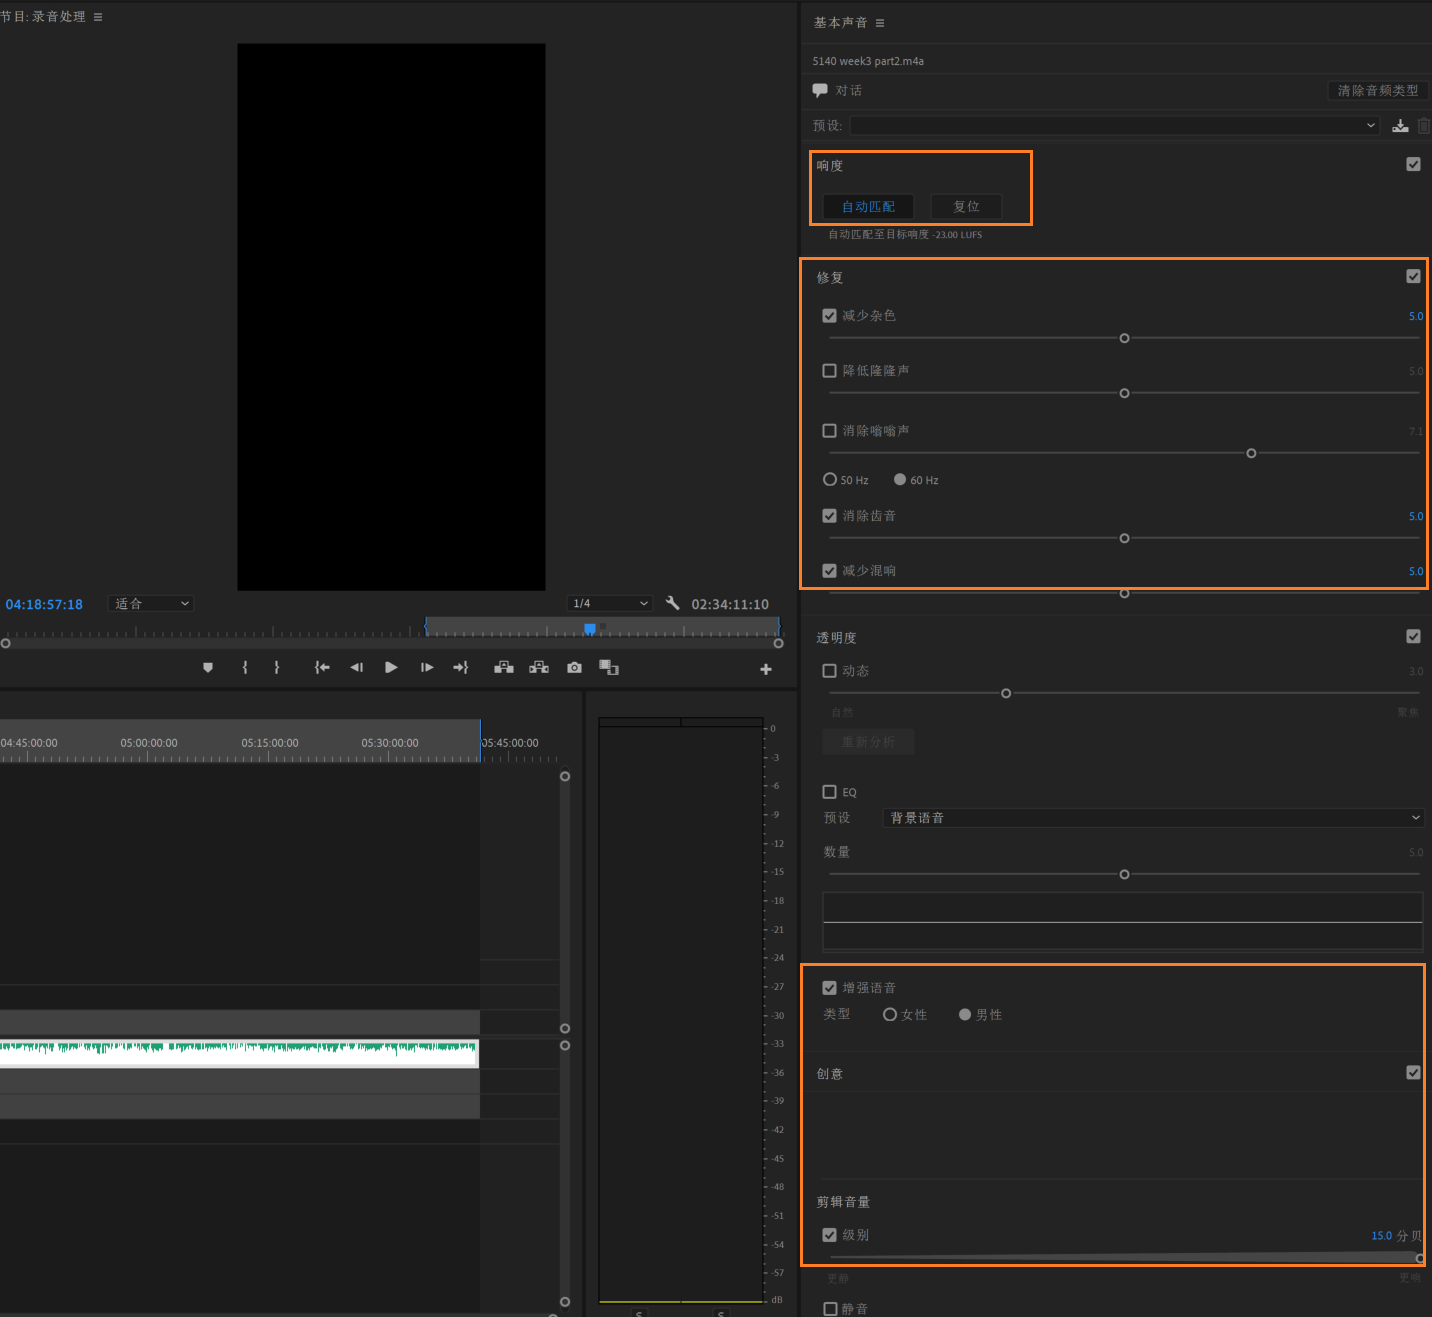 节目: 录音处理
04:18:57:18
适合
1/4
02:34:11:10
04:45:00:00
05:00:00:00
05:15:00:00
05:30:00:00
05:45:00:00
0
-3
-6
-9
-12
-15
-18
-21
-24
-27
-30
-33
-36
-39
-42
-45
-48
-51
-54
-57
dB
S
S
基本声音
5140 week3 part2.m4a
对话
清除音频类型
预设:
响度
自动匹配
复位
自动匹配至目标响度 -23.00 LUFS
修复
减少杂色
5.0
降低隆隆声
5.0
消除嗡嗡声
7.1
50 Hz
60 Hz
消除齿音
5.0
减少混响
5.0
透明度
动态
3.0
自然
聚焦
重新分析
EQ
预设
背景语音
数量
5.0
增强语音
类型
女性
男性
创意
剪辑音量
级别
15.0 分贝
更静
更响
静音